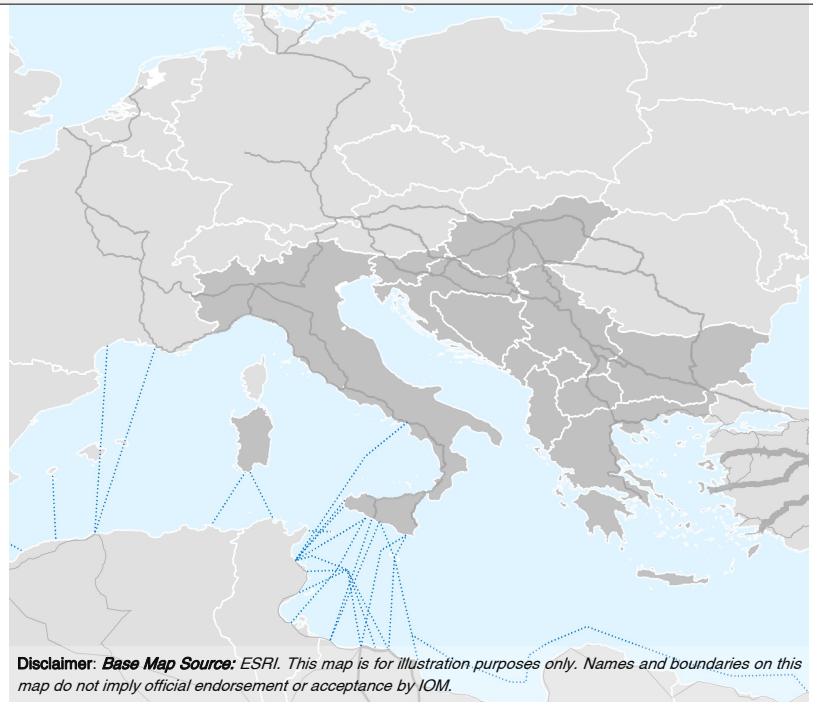 Disclaimer: Base Map Source: ESRI. This map is for illustration purposes only. Names and boundaries on this
map do not imply official endorsement or acceptance by IOM.